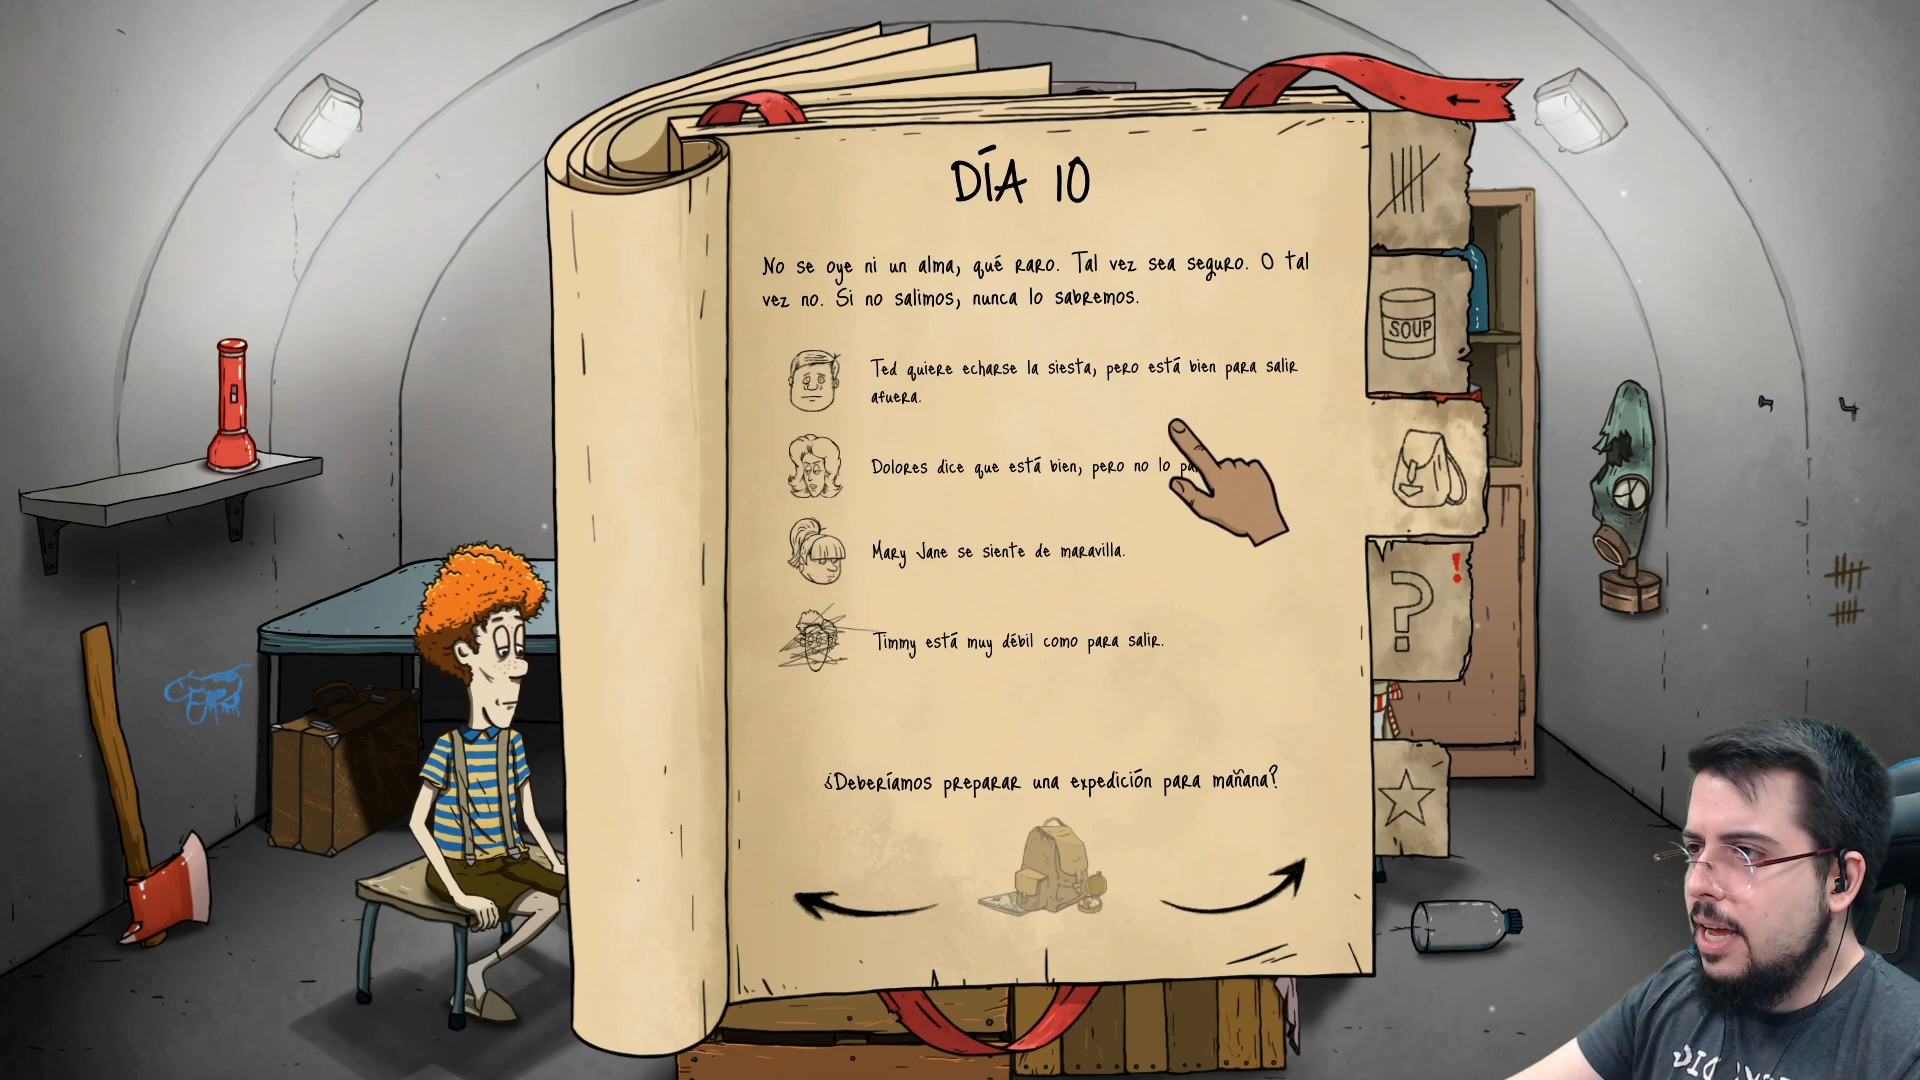 DÍA 10
No se oye ni un alma, qué raro. Tal vez sea seguro. O tal
vez no. Si no salimos, nunca lo sabremos.
Ted quiere echarse la siesta, pero está bien para salir
afuera.
Dolores dice que está bien, pero no lo
Mary Jane se siente de maravilla.
Timmy está muy débil como para salir.
¿Deberíamos preparar una expedición para mañana?
SOUP
?
!